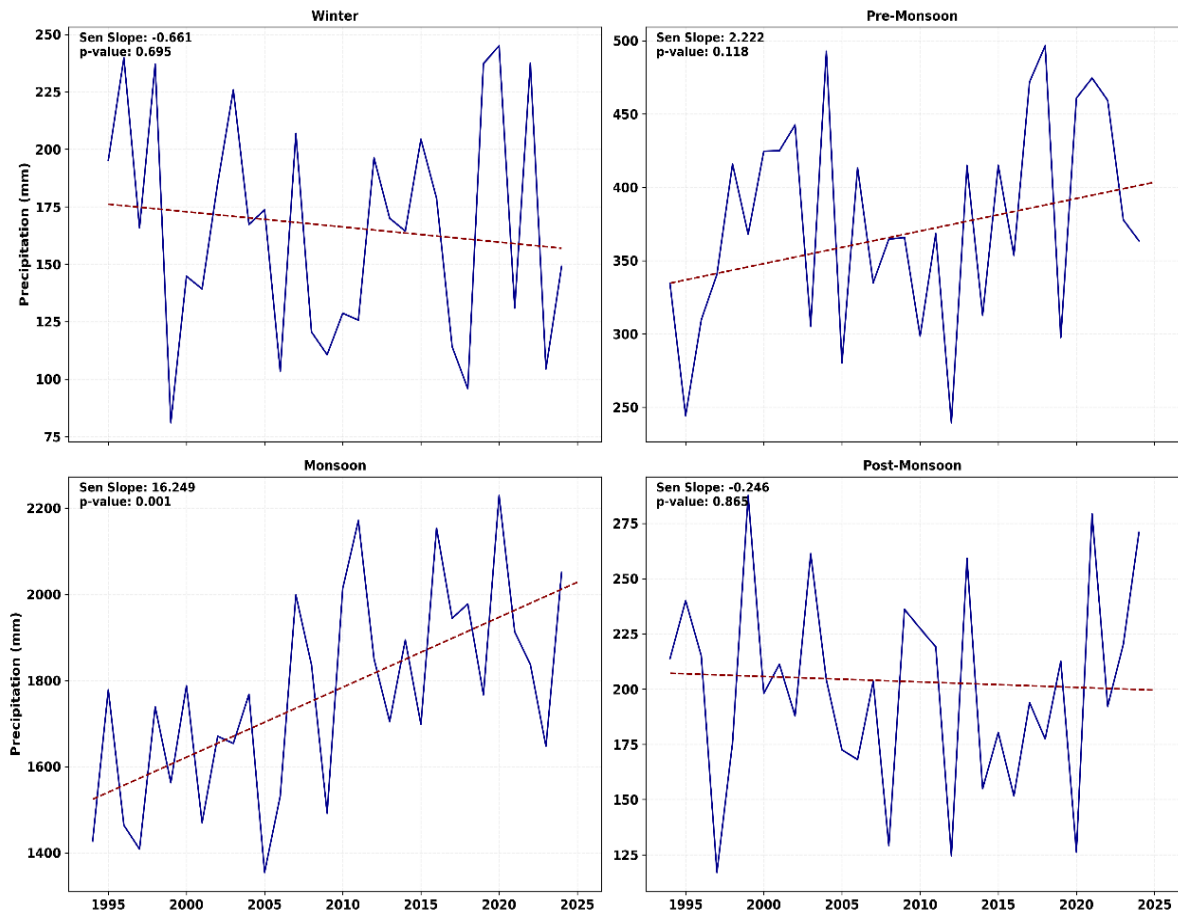 Winter
Sen Slope: -0.661
p-value: 0.695
250
225
200
175
150
125
100
75
Precipitation (mm)
Pre-Monsoon
Sen Slope: 2.222
p-value: 0.118
500
450
400
350
300
250
Monsoon
Sen Slope: 16.249
p-value: 0.001
2200
2000
1800
1600
1400
Precipitation (mm)
1995 2000 2005 2010 2015 2020 2025
Post-Monsoon
Sen Slope: -0.246
p-value: 0.865
275
250
225
200
175
150
125
1995 2000 2005 2010 2015 2020 2025